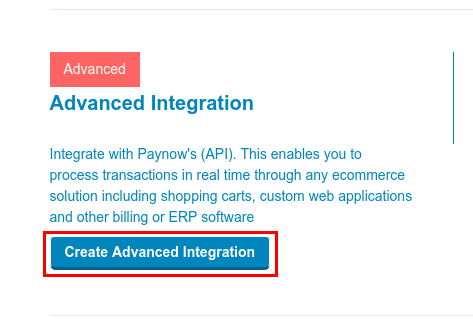 Advanced
Advanced Integration
Integrate with Paynow's (API). This enables you to
process transactions in real time through any ecommerce
solution including shopping carts, custom web applications
and other billing or ERP software
Create Advanced Integration